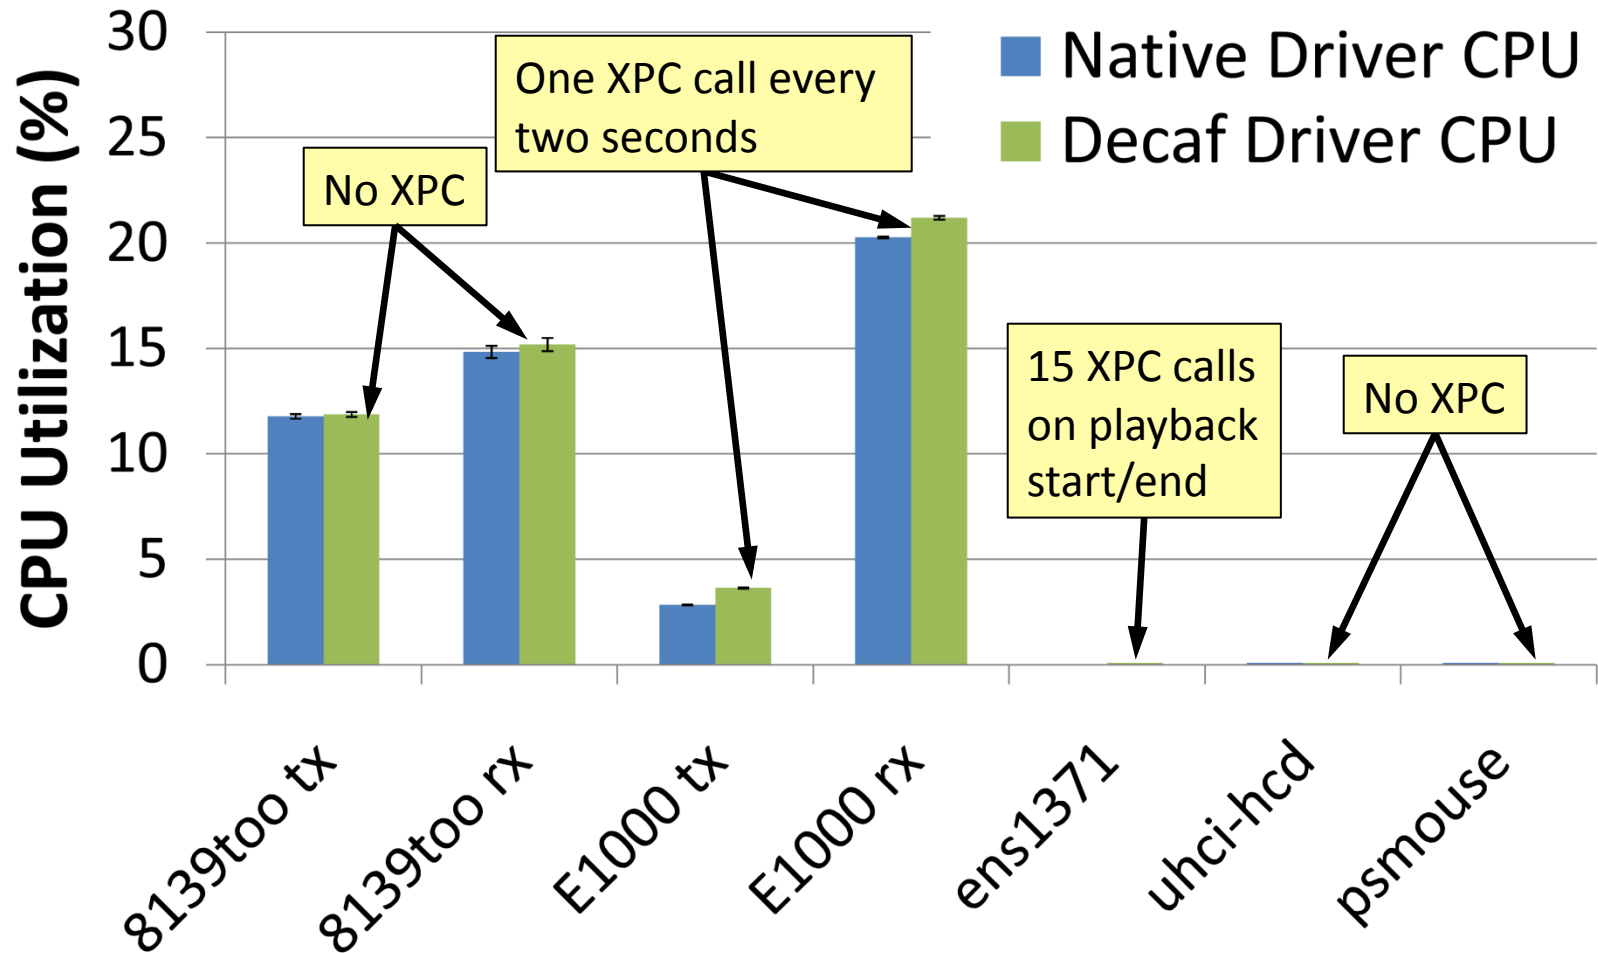 CPU Utilization (%)
30
25
20
15
10
5
0
Native Driver CPU
Decaf Driver CPU
No XPC
One XPC call every
two seconds
15 XPC calls
on playback
start/end
No XPC
8139too tx
8139too rx
E1000 tx
E1000 rx
ens1371
uhci-hcd
psmouse